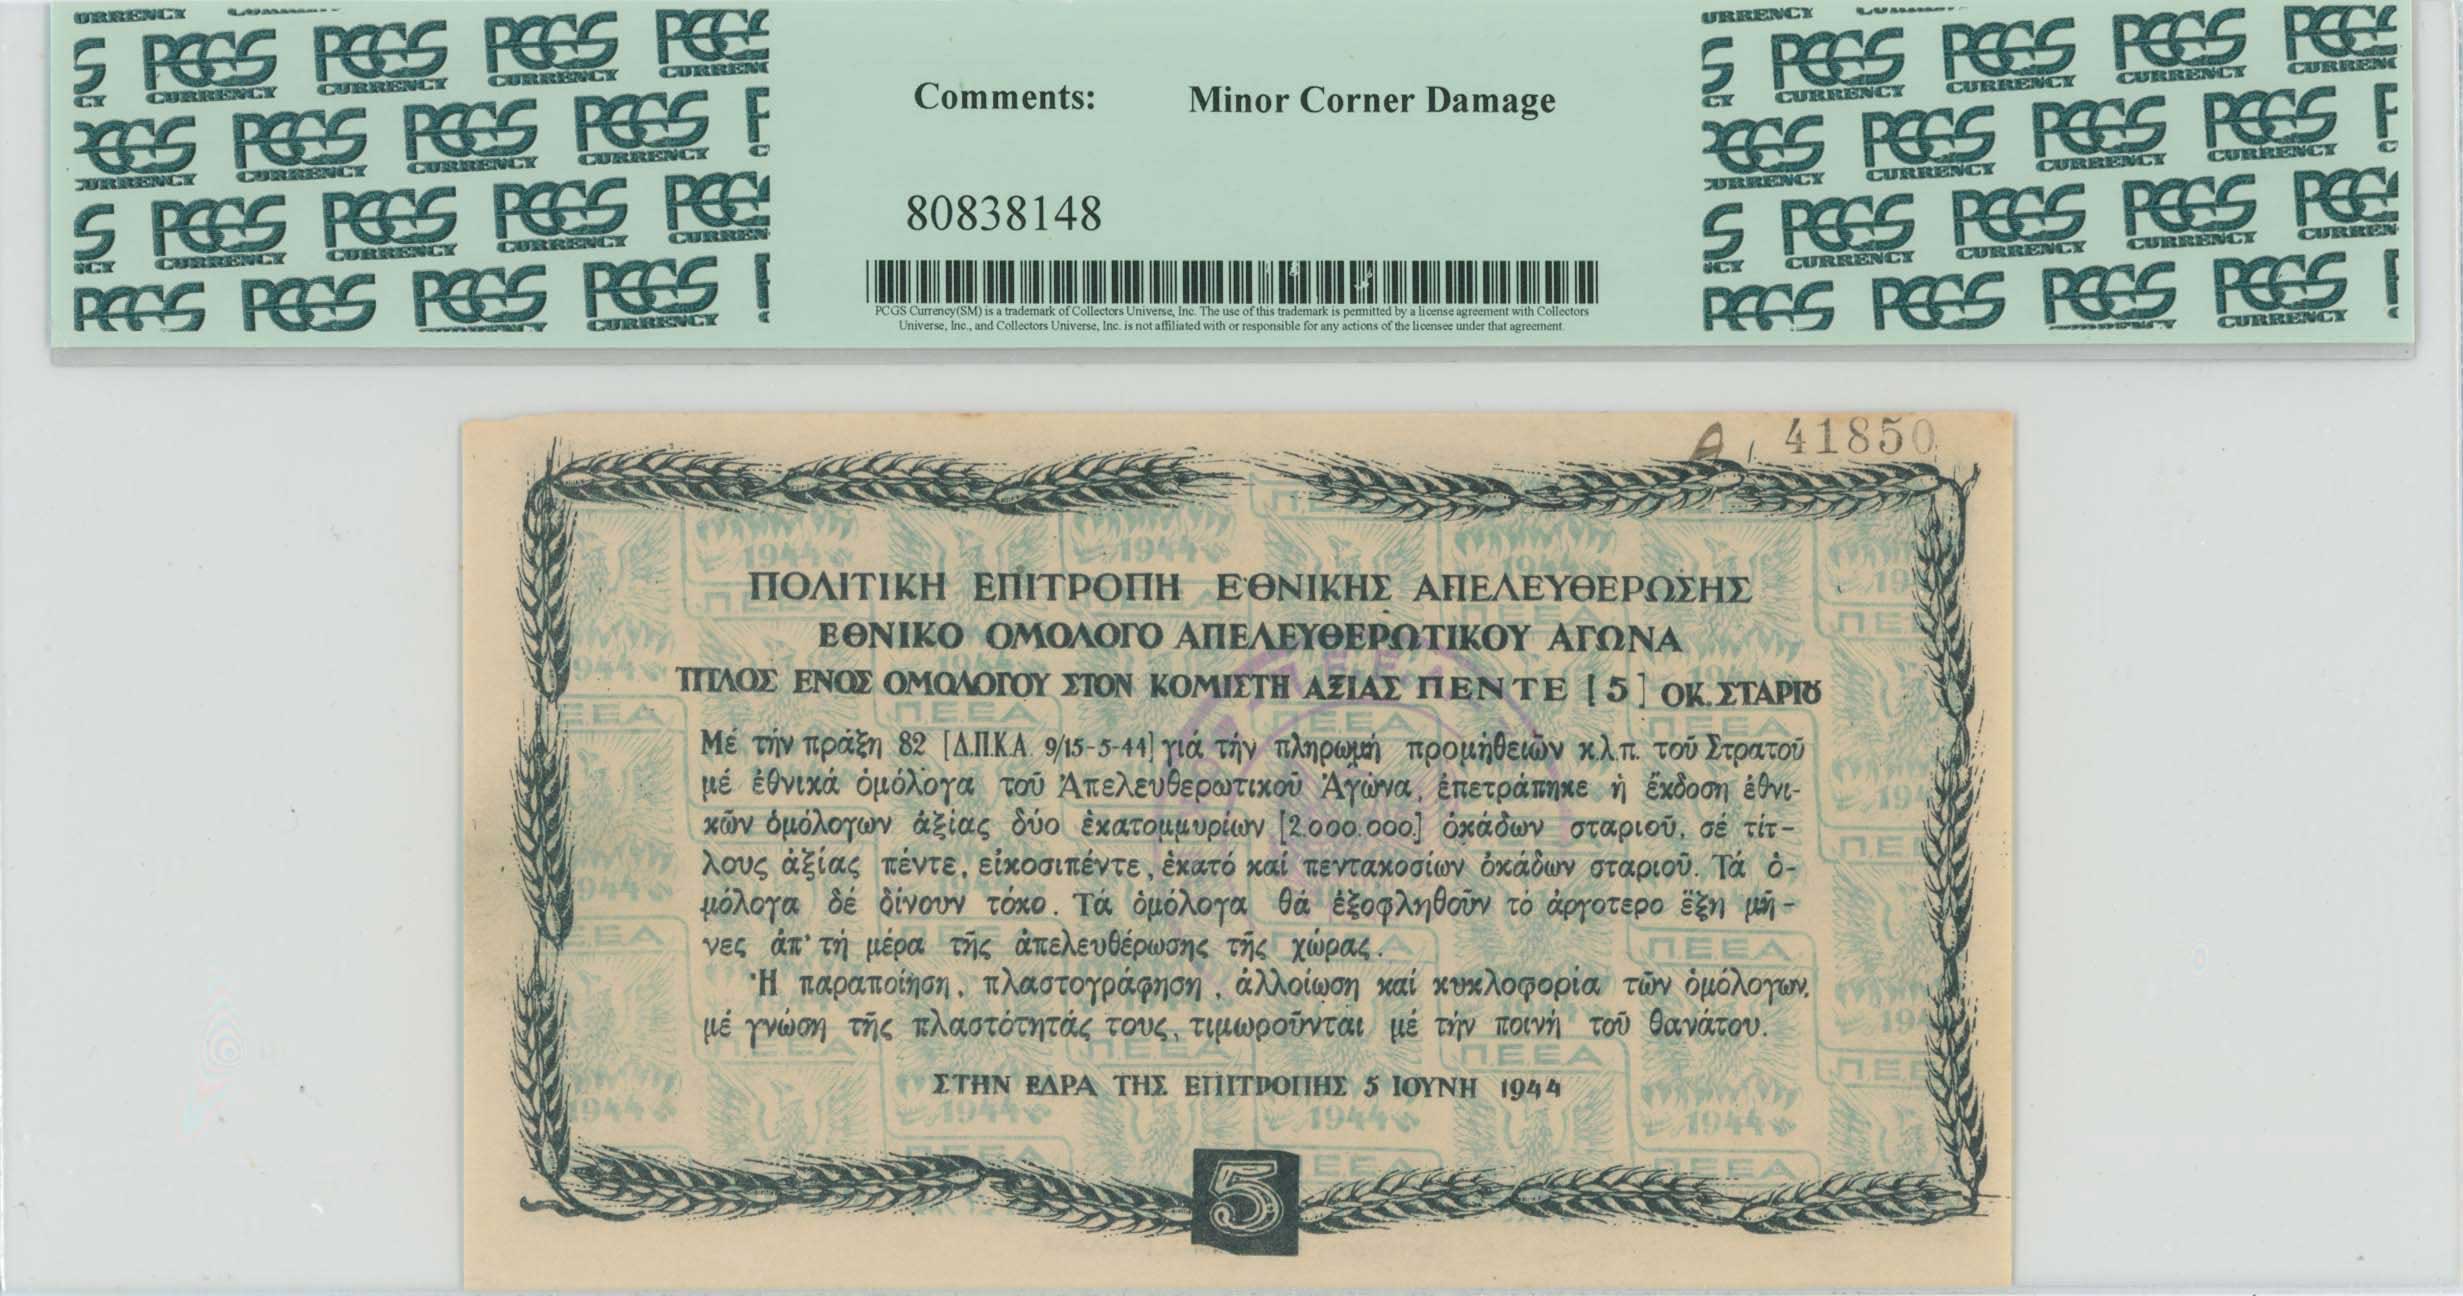 PCGS CURRENCY
Comments: Minor Corner Damage
80838148
PCGS Currency(SM) is a trademark of Collectors Universe, Inc. The use of this trademark is permitted by a license agreement with Collectors
Universe, Inc., and Collectors Universe, Inc. is not affiliated with or responsible for any actions of the licensee under that agreement.
41850
ΠΟΛΙΤΙΚΗ ΕΠΙΤΡΟΠΗ ΕΘΝΙΚΗΣ ΑΠΕΛΕΥΘΕΡΩΣΗΣ
ΕΘΝΙΚΟ ΟΜΟΛΟΓΟ ΑΠΕΛΕΥΘΕΡΩΤΙΚΟΥ ΑΓΩΝΑ
ΤΙΤΛΟΣ ΕΝΟΣ ΟΜΟΛΟΓΟΥ ΣΤΟΝ ΚΟΜΙΣΤΗ ΑΞΙΑΣ ΠΕΝΤΕ [5] ΟΚ. ΣΤΑΡΙȢ
Μέ τήν πράξη 82 [Δ.Π.Κ.Α. 9/15-5-44] γιά τήν πληρωμή προμήθειῶν κ.λ.π. τοῦ Στρατοῦ
μέ ἐθνικά ὁμόλογα τοῦ Ἀπελευθερωτικοῦ Ἀγώνα, ἐπετράπηκε ἡ ἔκδοση ἐθνι-
κῶν ὁμόλογων ἀξίας δύο ἑκατομμυρίων [2.000.000] ὀκάδων σταριοῦ, σέ τίτ-
λους ἀξίας πέντε, εἰκοσιπέντε, ἑκατό καί πεντακοσίων ὀκάδων σταριοῦ. Τά ὁ-
μόλογα δέ δίνουν τόκο. Τά ὁμόλογα θά ἐξοφληθοῦν τό ἀργοτερο ἕξη μῆ-
νες ἀπ' τή μέρα τῆς ἀπελευθέρωσης τῆς χώρας.
Ἡ παραποίηση, πλαστογράφηση, ἀλλοίωση καί κυκλοφορία τῶν ὁμόλογων,
μέ γνώση τῆς πλαστότητάς τους, τιμωροῦνται μέ τήν ποινή τοῦ θανάτου.
ΣΤΗΝ ΕΔΡΑ ΤΗΣ ΕΠΙΤΡΟΠΗΣ 5 ΙΟΥΝΗ 1944
5